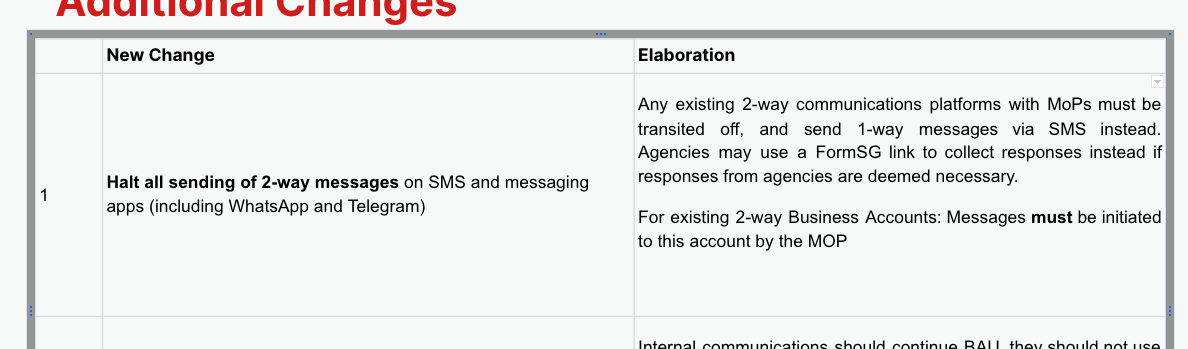 Additional Changes
New Change
Elaboration
1
Halt all sending of 2-way messages on SMS and messaging
apps (including WhatsApp and Telegram)
Any existing 2-way communications platforms with MoPs must be
transited off, and send 1-way messages via SMS instead.
Agencies may use a FormSG link to collect responses instead if
responses from agencies are deemed necessary.
For existing 2-way Business Accounts: Messages must be initiated
to this account by the MOP
Internal communications should continue BAU, they should not use